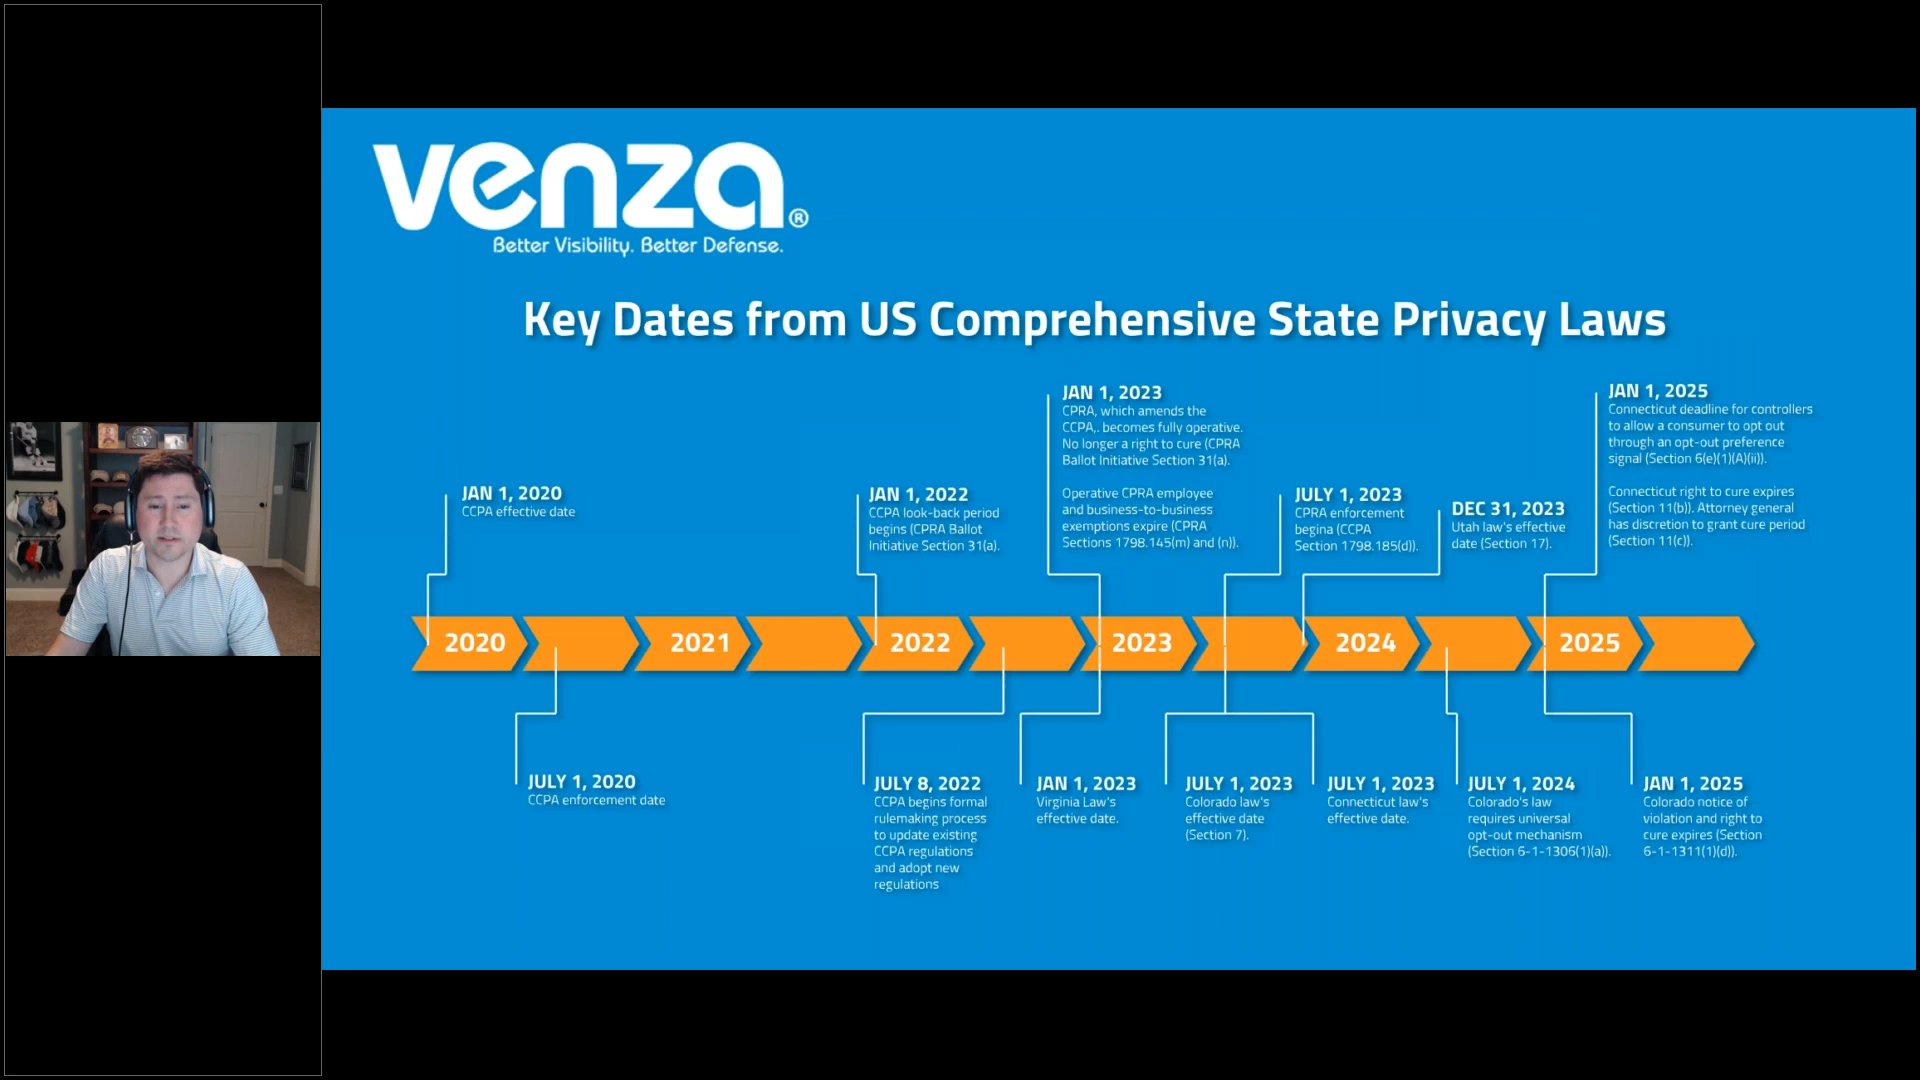 venza®
Better Visibility. Better Defense.
Key Dates from US Comprehensive State Privacy Laws
JAN 1, 2020
CCPA effective date
JAN 1, 2022
CCPA look-back period
begins (CPRA Ballot
Initiative Section 31(a).
JAN 1, 2023
CPRA, which amends the
CCPA,. becomes fully operative.
No longer a right to cure (CPRA
Ballot Initiative Section 31(a).
Operative CPRA employee
and business-to-business
exemptions expire (CPRA
Sections 1798.145(m) and (n)).
JULY 1, 2023
CPRA enforcement
begina (CCPA
Section 1798.185(d)).
DEC 31, 2023
Utah law's effective
date (Section 17).
JAN 1, 2025
Connecticut deadline for controllers
to allow a consumer to opt out
through an opt-out preference
signal (Section 6(e)(1)(A)(ii)).
Connecticut right to cure expires
(Section 11(b)). Attorney general
has discretion to grant cure period
(Section 11(c)).
2020
2021
2022
2023
2024
2025
JULY 1, 2020
CCPA enforcement date
JULY 8, 2022
CCPA begins formal
rulemaking process
to update existing
CCPA regulations
and adopt new
regulations
JAN 1, 2023
Virginia Law's
effective date.
JULY 1, 2023
Colorado law's
effective date
(Section 7).
JULY 1, 2023
Connecticut law's
effective date.
JULY 1, 2024
Colorado's law
requires universal
opt-out mechanism
(Section 6-1-1306(1)(a)).
JAN 1, 2025
Colorado notice of
violation and right to
cure expires (Section
6-1-1311(1)(d)).